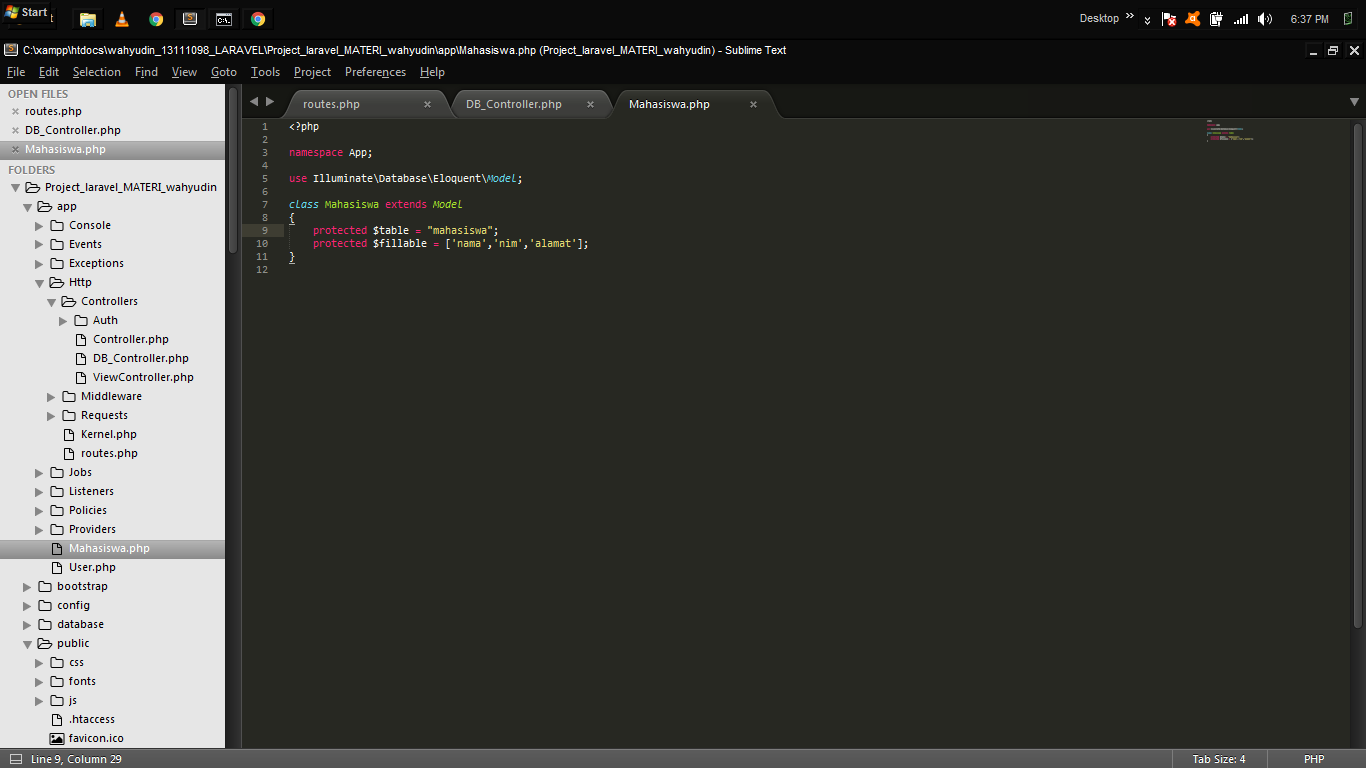 Start
Desktop
6:37 PM
C:\xampp\htdocs\wahyudin_13111098_LARAVEL\Project_laravel_MATERI_wahyudin\app\Mahasiswa.php (Project_laravel_MATERI_wahyudin) - Sublime Text
File Edit Selection Find View Goto Tools Project Preferences Help
OPEN FILES
routes.php
DB_Controller.php
Mahasiswa.php
FOLDERS
Project_laravel_MATERI_wahyudin
app
Console
Events
Exceptions
Http
Controllers
Auth
Controller.php
DB_Controller.php
ViewController.php
Middleware
Requests
Kernel.php
routes.php
Jobs
Listeners
Policies
Providers
Mahasiswa.php
User.php
bootstrap
config
database
public
css
fonts
js
.htaccess
favicon.ico
routes.php DB_Controller.php Mahasiswa.php
1 <?php
2
3 namespace App;
4
5 use Illuminate\Database\Eloquent\Model;
6
7 class Mahasiswa extends Model
8 {
9     protected $table = "mahasiswa";
10     protected $fillable = ['nama','nim','alamat'];
11 }
12
Line 9, Column 29
Tab Size: 4
PHP